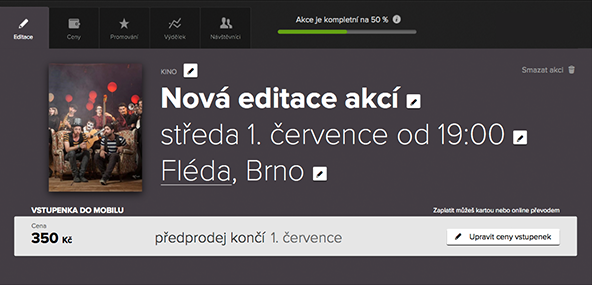 Editace
Ceny
Promování
Výdělek
Návštěvníci
Akce je kompletní na 50 %
KINO
Smazat akci
Nová editace akcí
středa 1. července od 19:00
Fléda, Brno
VSTUPENKA DO MOBILU
Zaplatit můžeš kartou nebo online převodem
Cena
350 Kč
předprodej končí 1. července
Upravit ceny vstupenek